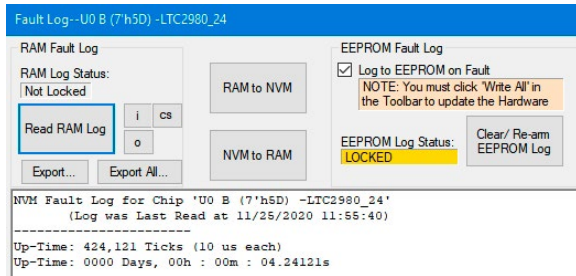 Fault Log--U0 B (7'h5D) -LTC2980_24
RAM Fault Log
RAM Log Status:
Not Locked
Read RAM Log
i
cs
o
Export...
Export All...
RAM to NVM
NVM to RAM
EEPROM Fault Log
Log to EEPROM on Fault
NOTE: You must click 'Write All' in
the Toolbar to update the Hardware
EEPROM Log Status:
LOCKED
Clear/ Re-arm
EEPROM Log
NVM Fault Log for Chip 'U0 B (7'h5D) -LTC2980_24'
(Log was Last Read at 11/25/2020 11:55:40)
------------------------
Up-Time: 424,121 Ticks (10 us each)
Up-Time: 0000 Days, 00h : 00m : 04.24121s